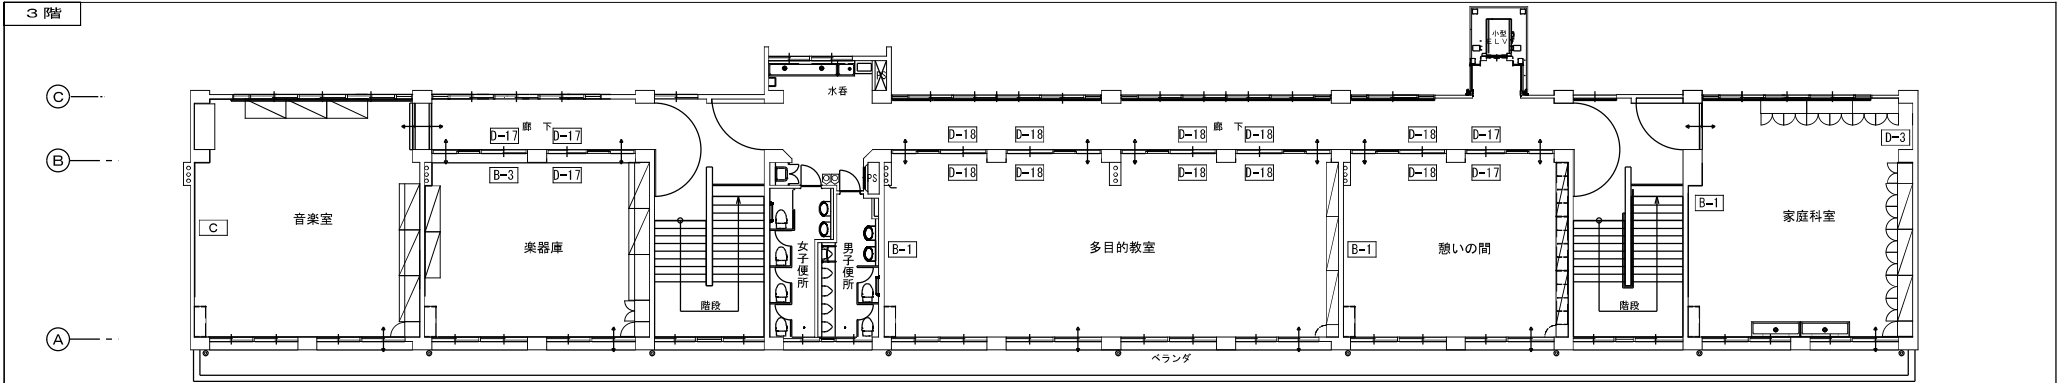 3階
小型
ELV
C
PS
水呑
廊下
D-17
D-17
D-18
D-18
廊下
D-18
D-18
D-18
D-17
D-3
B
B-3
D-17
PS
D-18
D-18
D-18
D-18
D-18
D-17
B-1
音楽室
C
楽器庫
女子便所
男子便所
B-1
多目的教室
B-1
憩いの間
家庭科室
階段
階段
A
ベランダ